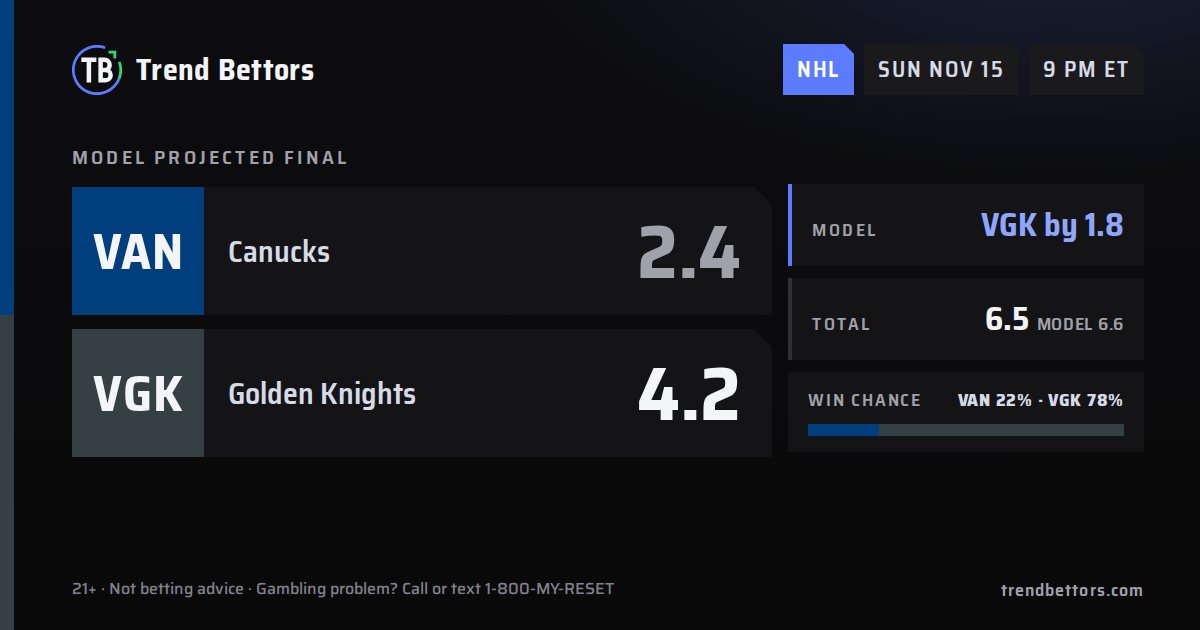 TB Trend Bettors
NHL
SUN NOV 15
9 PM ET
MODEL PROJECTED FINAL
VAN Canucks 2.4
VGK Golden Knights 4.2
MODEL VGK by 1.8
TOTAL 6.5 MODEL 6.6
WIN CHANCE VAN 22% · VGK 78%
21+ · Not betting advice · Gambling problem? Call or text 1-800-MY-RESET
trendbettors.com